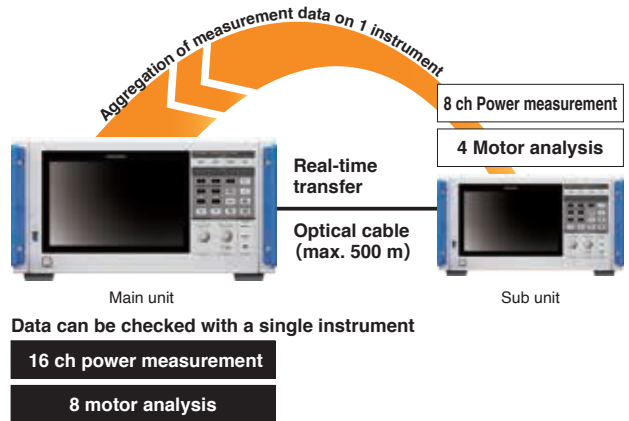 Aggregation of measurement data on 1 instrument
8 ch Power measurement
4 Motor analysis
Real-time
transfer
Optical cable
(max. 500 m)
Main unit
Sub unit
Data can be checked with a single instrument
16 ch power measurement
8 motor analysis